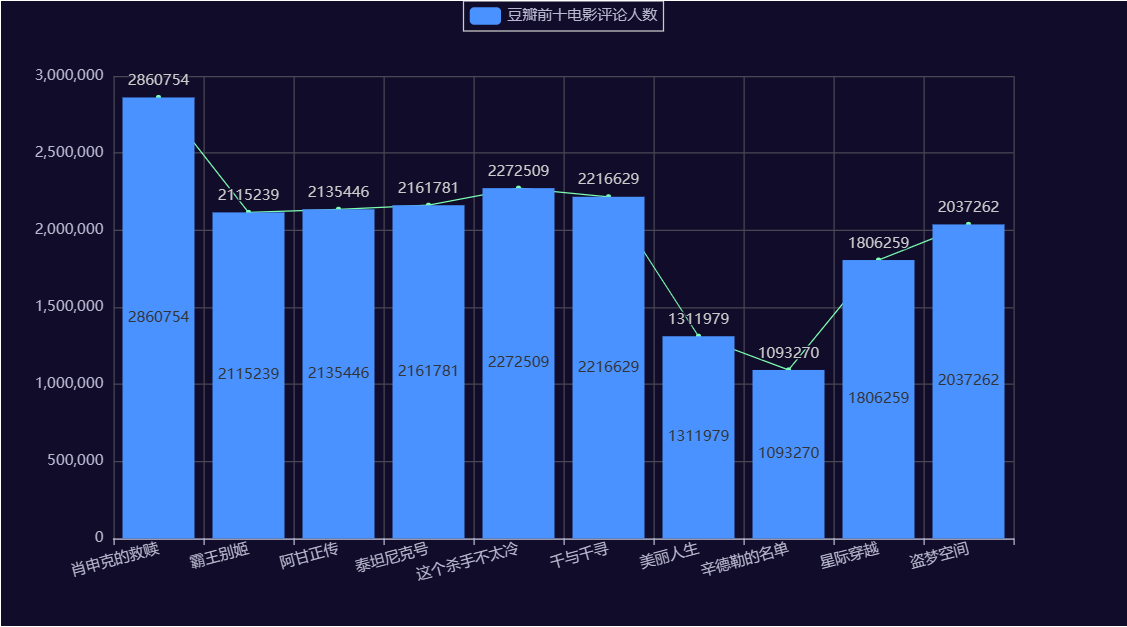 豆瓣前十电影评论人数
3,000,000
2,500,000
2,000,000
1,500,000
1,000,000
500,000
0
2860754
2115239
2135446
2161781
2272509
2216629
1311979
1093270
1806259
2037262
2860754
2115239
2135446
2161781
2272509
2216629
1311979
1093270
1806259
2037262
肖申克的救赎
霸王别姬
阿甘正传
泰坦尼克号
这个杀手不太冷
千与千寻
美丽人生
辛德勒的名单
星际穿越
盗梦空间